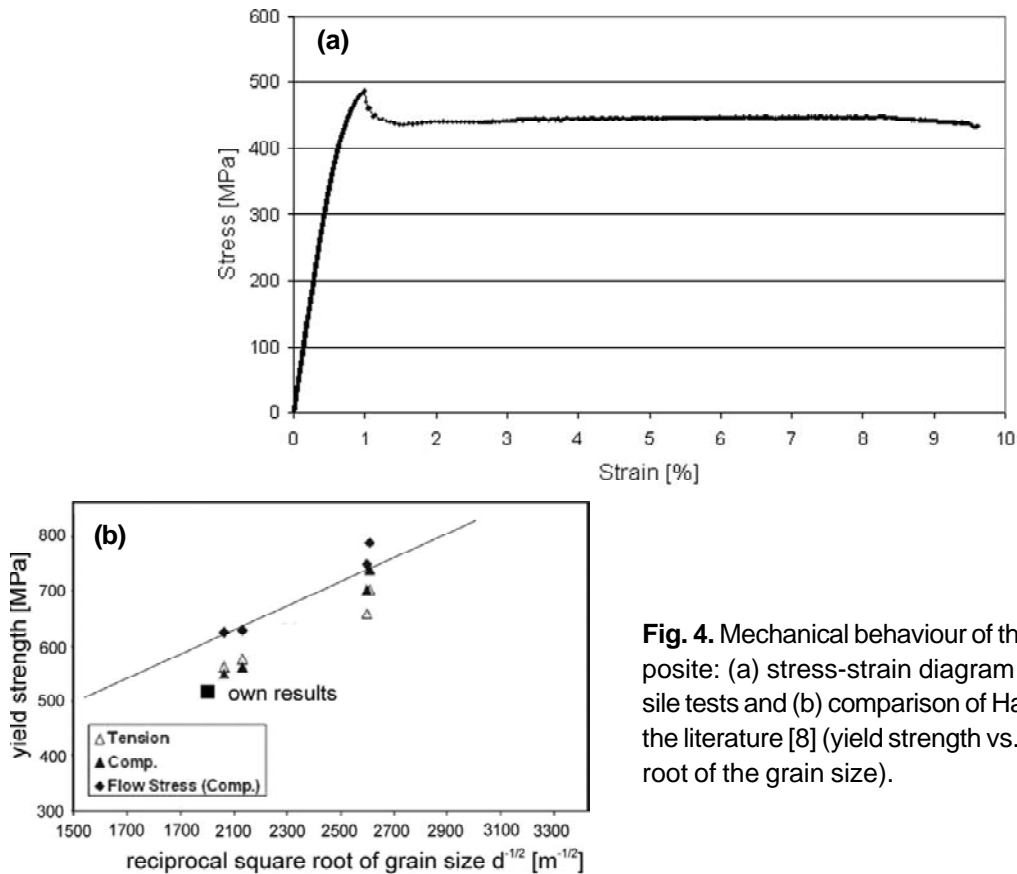 (a)
600
500
400
300
200
100
0
Stress [MPa]
0 1 2 3 4 5 6 7 8 9 10
Strain [%]
(b)
800
700
600
500
400
300
yield strength [MPa]
own results
△ Tension
▲ Comp.
◆ Flow Stress (Comp.)
1500 1700 1700 2100 2300 2600 2900 3100 3300
reciprocal square root of grain size d^-1/2 [m^-1/2]
Fig. 4. Mechanical behaviour of th
posite: (a) stress-strain diagram
sile tests and (b) comparison of Ha
the literature [8] (yield strength vs.
root of the grain size).